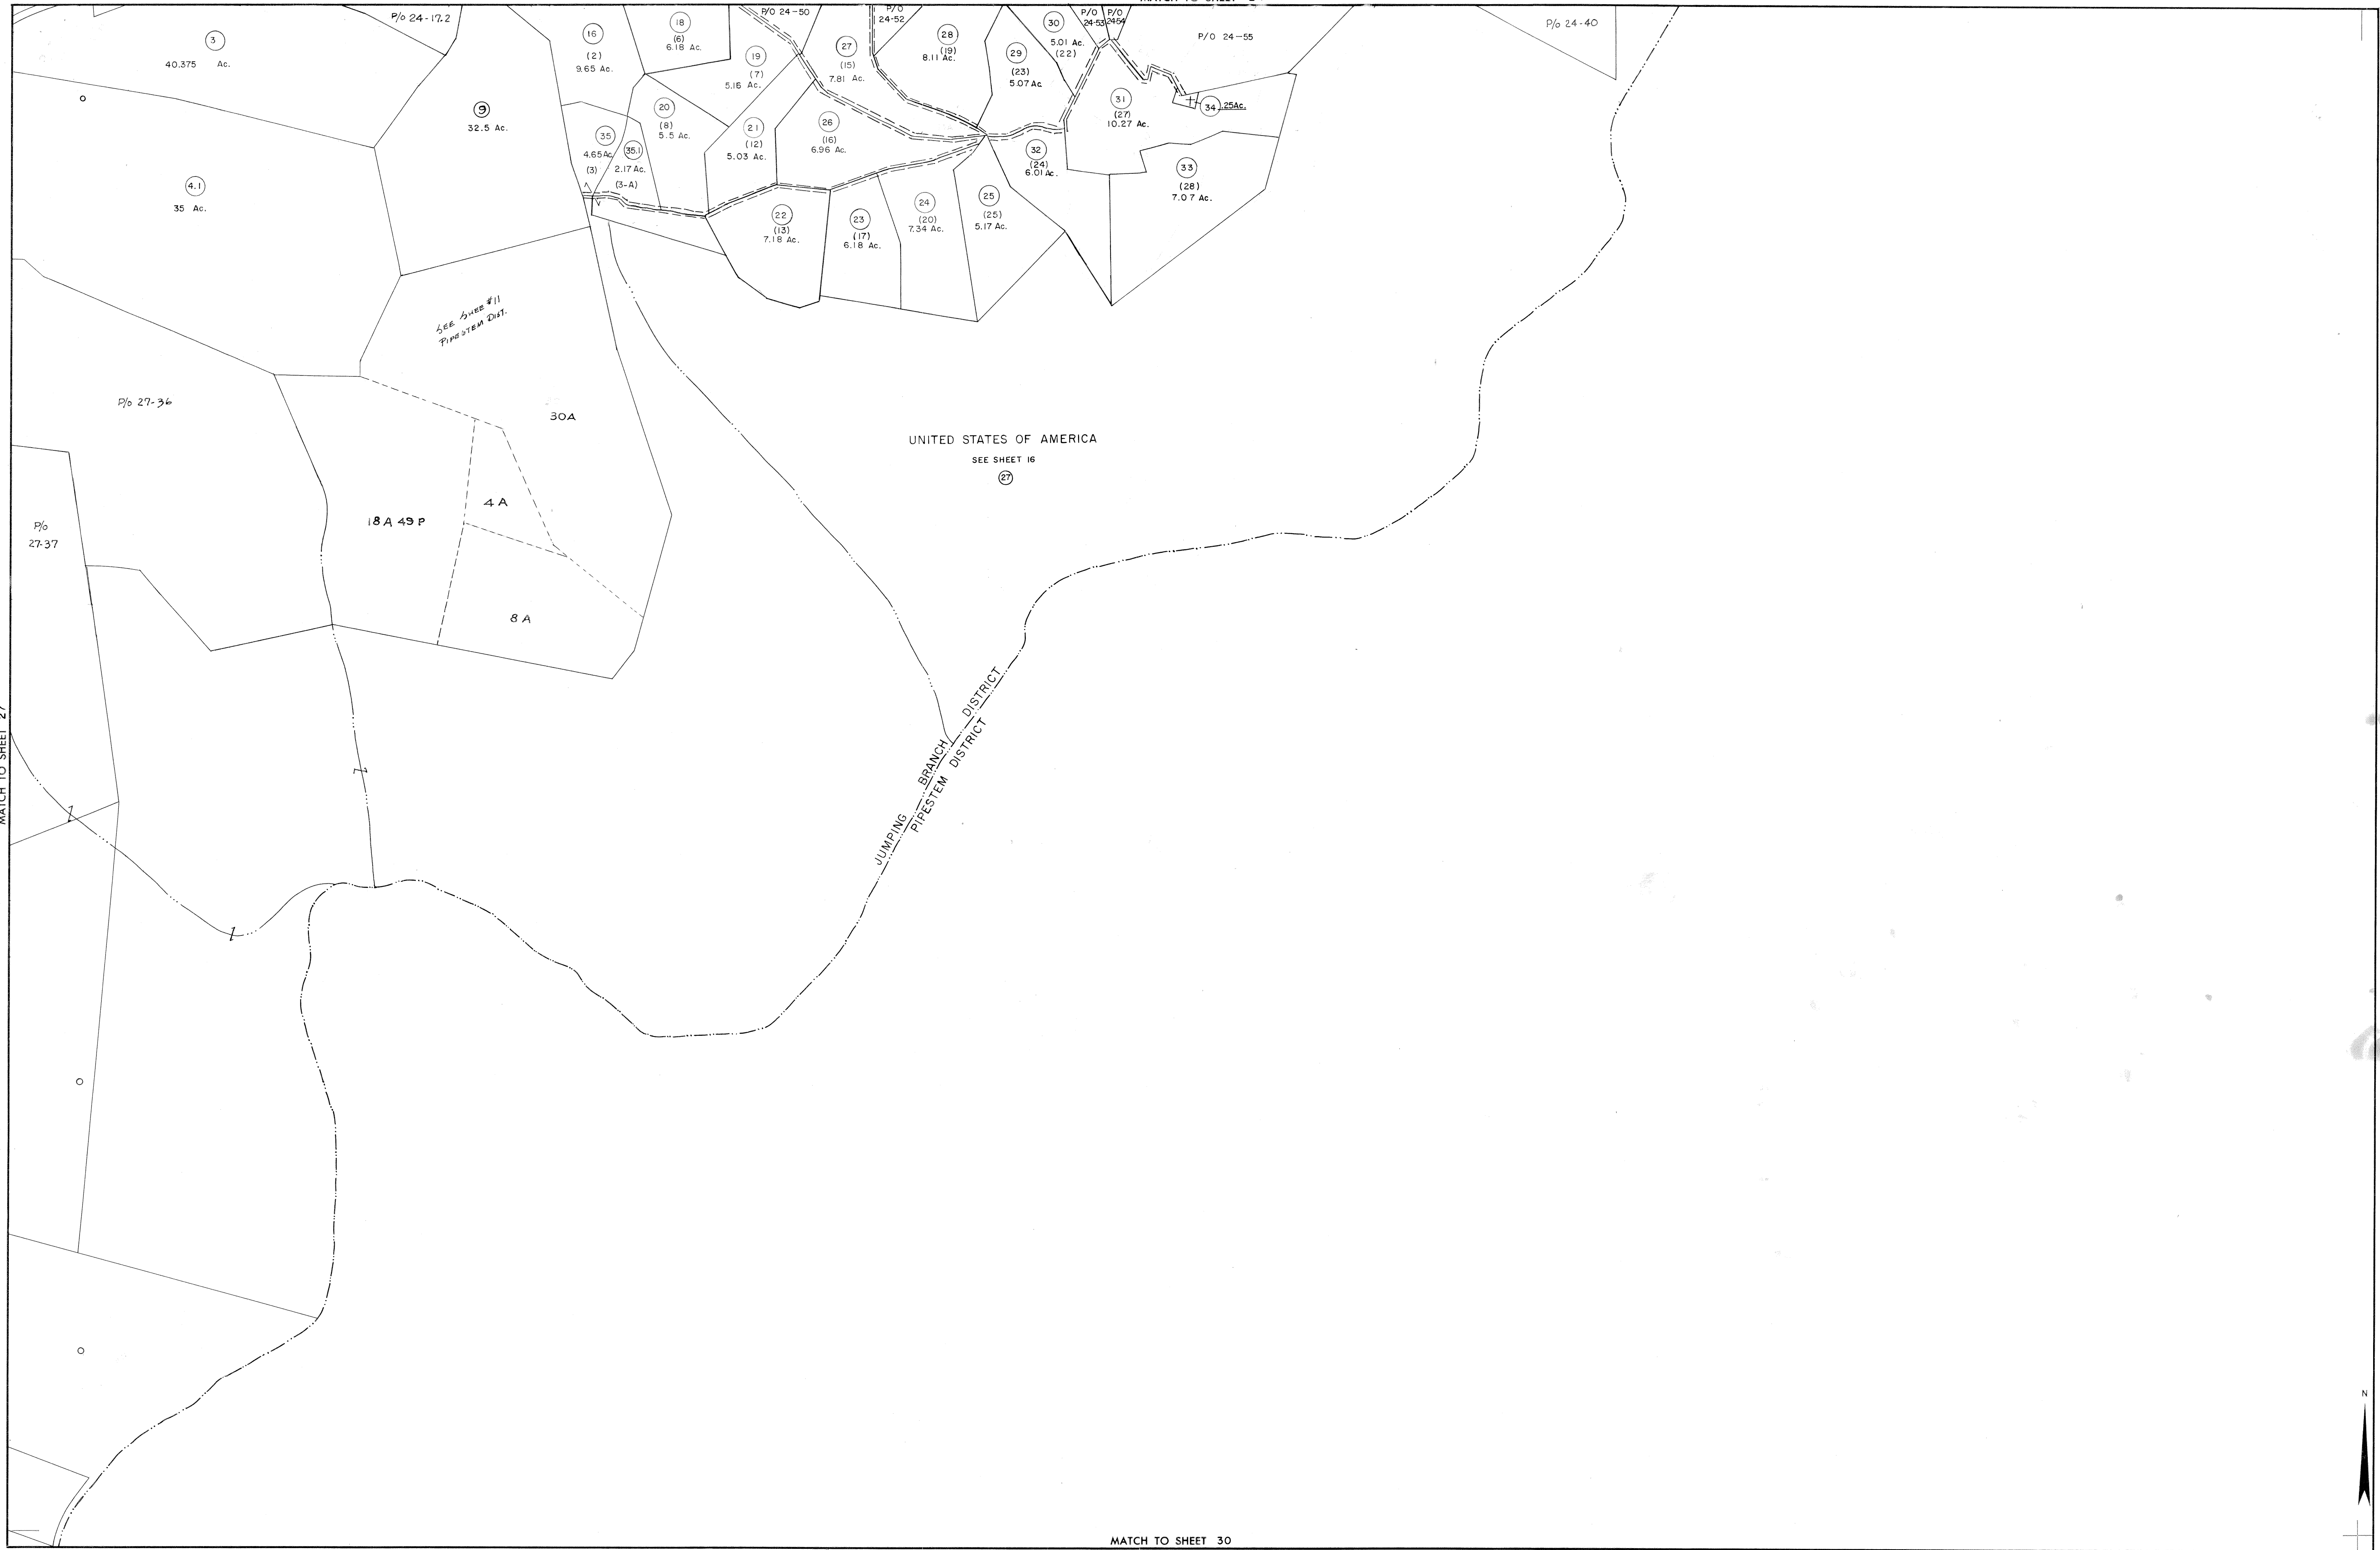 P/O 24-17.2
3
40.375 Ac.
16
(2)
9.65 Ac.
18
(6)
6.18 Ac.
P/O 24-50
19
(7)
5.16 Ac.
27
(15)
7.81 Ac.
P/O
24-52
28
(19)
8.11 Ac.
29
(23)
5.07 Ac
30
5.01 Ac.
(22)
P/O
24-53
P/O
24-54
P/O 24-55
P/o 24-40
9
32.5 Ac.
35
4.65 Ac.
(3)
35.1
2.17 Ac.
(3-A)
20
(8)
5.5 Ac.
21
(12)
5.03 Ac.
26
(16)
6.96 Ac.
31
(27)
10.27 Ac.
34 .25Ac.
32
(24)
6.01 Ac.
33
(28)
7.07 Ac.
4.1
35 Ac.
22
(13)
7.18 Ac.
23
(17)
6.18 Ac.
24
(20)
7.34 Ac.
25
(25)
5.17 Ac.
SEE SHEE #11
PIPESTEM DIST.
P/o 27-36
30A
UNITED STATES OF AMERICA
SEE SHEET 16
27
4 A
18 A 49 P
P/o
27-37
8 A
JUMPING BRANCH DISTRICT
PIPESTEM DISTRICT
MATCH TO SHEET 27
N
MATCH TO SHEET 30